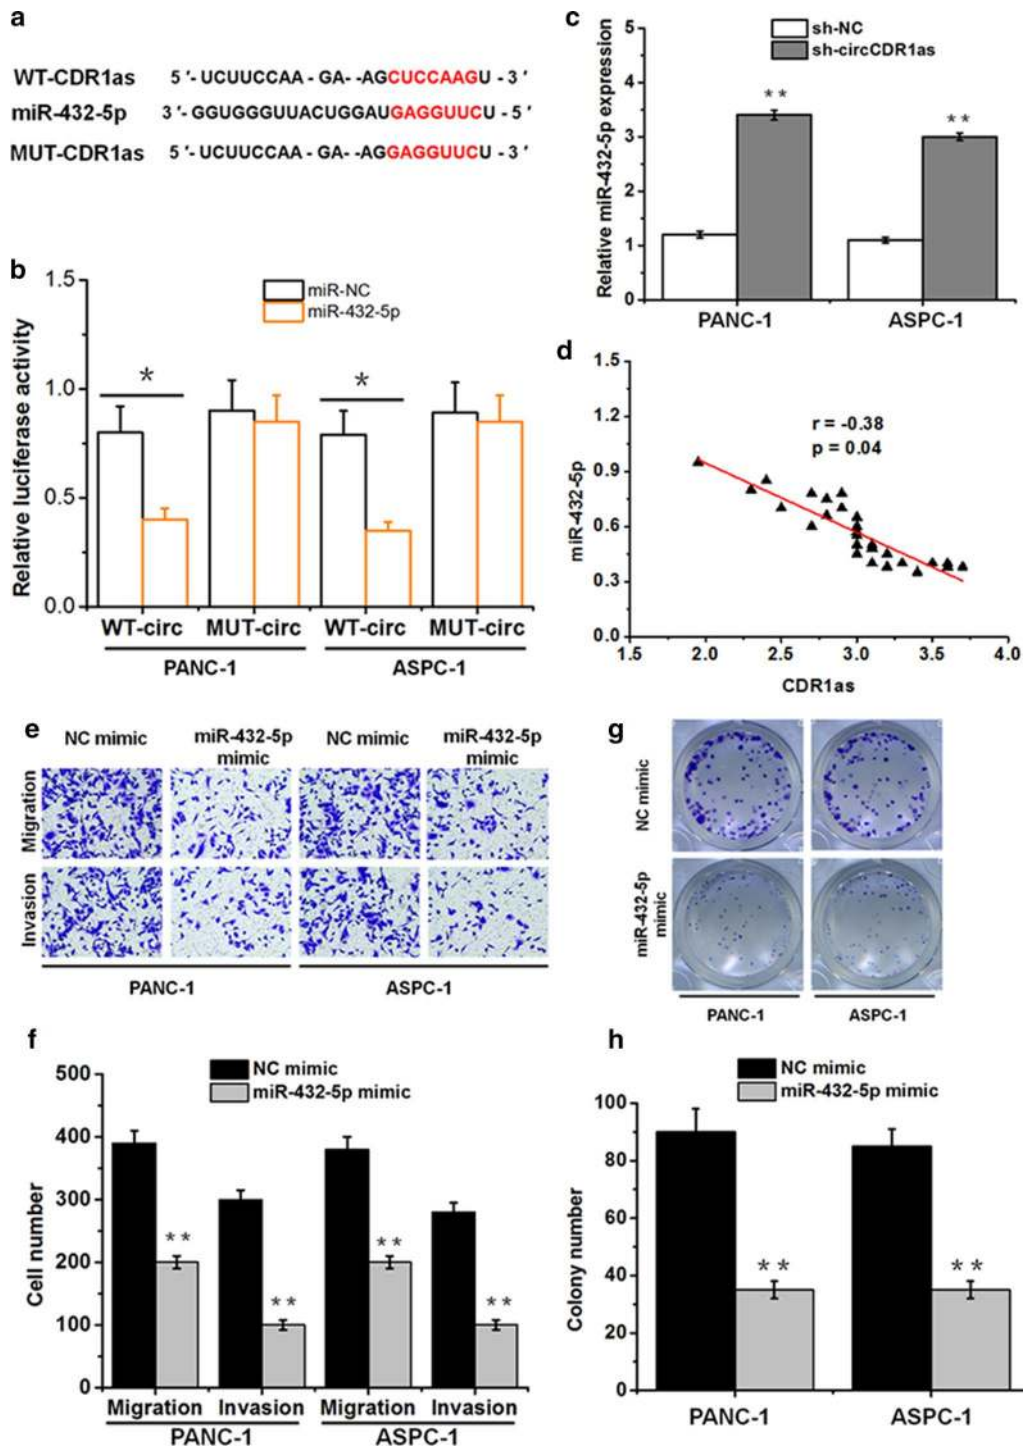 a
WT-CDR1as 5 ′- UCUUCCAA - GA--AGCUCCAAGU - 3 ′
miR-432-5p 3 ′- GGUGGGUUACUGGAUGAGGUUCU - 5 ′
MUT-CDR1as 5 ′- UCUUCCAA - GA--AGGAGGUUCU - 3 ′
b
miR-NC
miR-432-5p
Relative luciferase activity
1.5
1.0
0.5
0.0
*
*
WT-circ MUT-circ WT-circ MUT-circ
PANC-1 ASPC-1
c
sh-NC
sh-circCDR1as
Relative miR-432-5p expression
5
4
3
2
1
0
**
**
PANC-1 ASPC-1
d
miR-432-5p
1.5
1.2
0.9
0.6
0.3
0.0
r = -0.38
p = 0.04
1.5 2.0 2.5 3.0 3.5 4.0
CDR1as
e
NC mimic miR-432-5p mimic NC mimic miR-432-5p mimic
Migration
Invasion
PANC-1 ASPC-1
g
NC mimic
miR-432-5p mimic
PANC-1 ASPC-1
f
NC mimic
miR-432-5p mimic
Cell number
500
400
300
200
100
0
**
**
**
**
Migration Invasion Migration Invasion
PANC-1 ASPC-1
h
NC mimic
miR-432-5p mimic
Colony number
100
80
60
40
20
0
**
**
PANC-1 ASPC-1